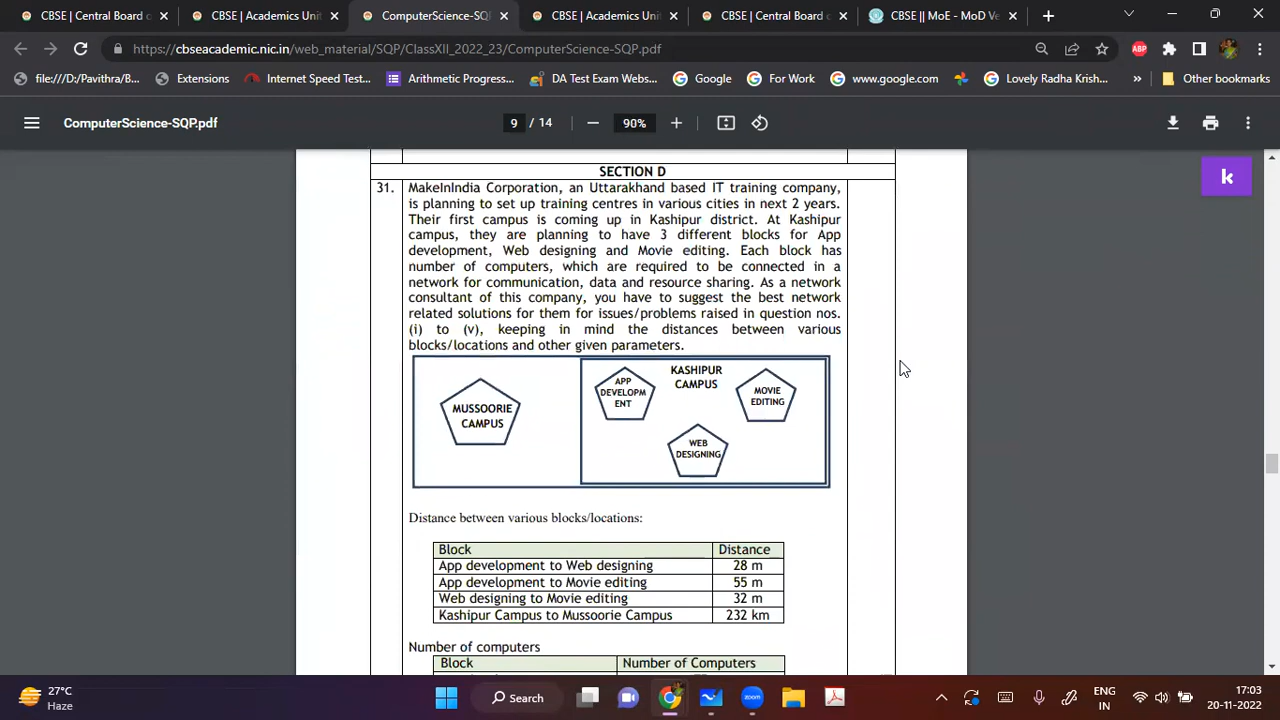 CBSE | Central Board o
CBSE | Academics Unit
ComputerScience-SQP
CBSE | Academics Unit
CBSE | Central Board o
CBSE || MoE - MoD Ve
https://cbseacademic.nic.in/web_material/SQP/ClassXII_2022_23/ComputerScience-SQP.pdf
ABP
file:///D:/Pavithra/B...
Extensions
Internet Speed Test...
Arithmetic Progress...
DA Test Exam Webs...
Google
For Work
www.google.com
Lovely Radha Krish...
»
Other bookmarks
ComputerScience-SQP.pdf
9 / 14
90%
k
SECTION D
31. MakeInIndia Corporation, an Uttarakhand based IT training company,
is planning to set up training centres in various cities in next 2 years.
Their first campus is coming up in Kashipur district. At Kashipur
campus, they are planning to have 3 different blocks for App
development, Web designing and Movie editing. Each block has
number of computers, which are required to be connected in a
network for communication, data and resource sharing. As a network
consultant of this company, you have to suggest the best network
related solutions for them for issues/problems raised in question nos.
(i) to (v), keeping in mind the distances between various
blocks/locations and other given parameters.
MUSSOORIE
CAMPUS
APP
DEVELOPM
ENT
KASHIPUR
CAMPUS
MOVIE
EDITING
WEB
DESIGNING
Distance between various blocks/locations:
Block Distance
App development to Web designing 28 m
App development to Movie editing 55 m
Web designing to Movie editing 32 m
Kashipur Campus to Mussoorie Campus 232 km
Number of computers
Block Number of Computers
27°C
Haze
Search
ENG
IN
17:03
20-11-2022